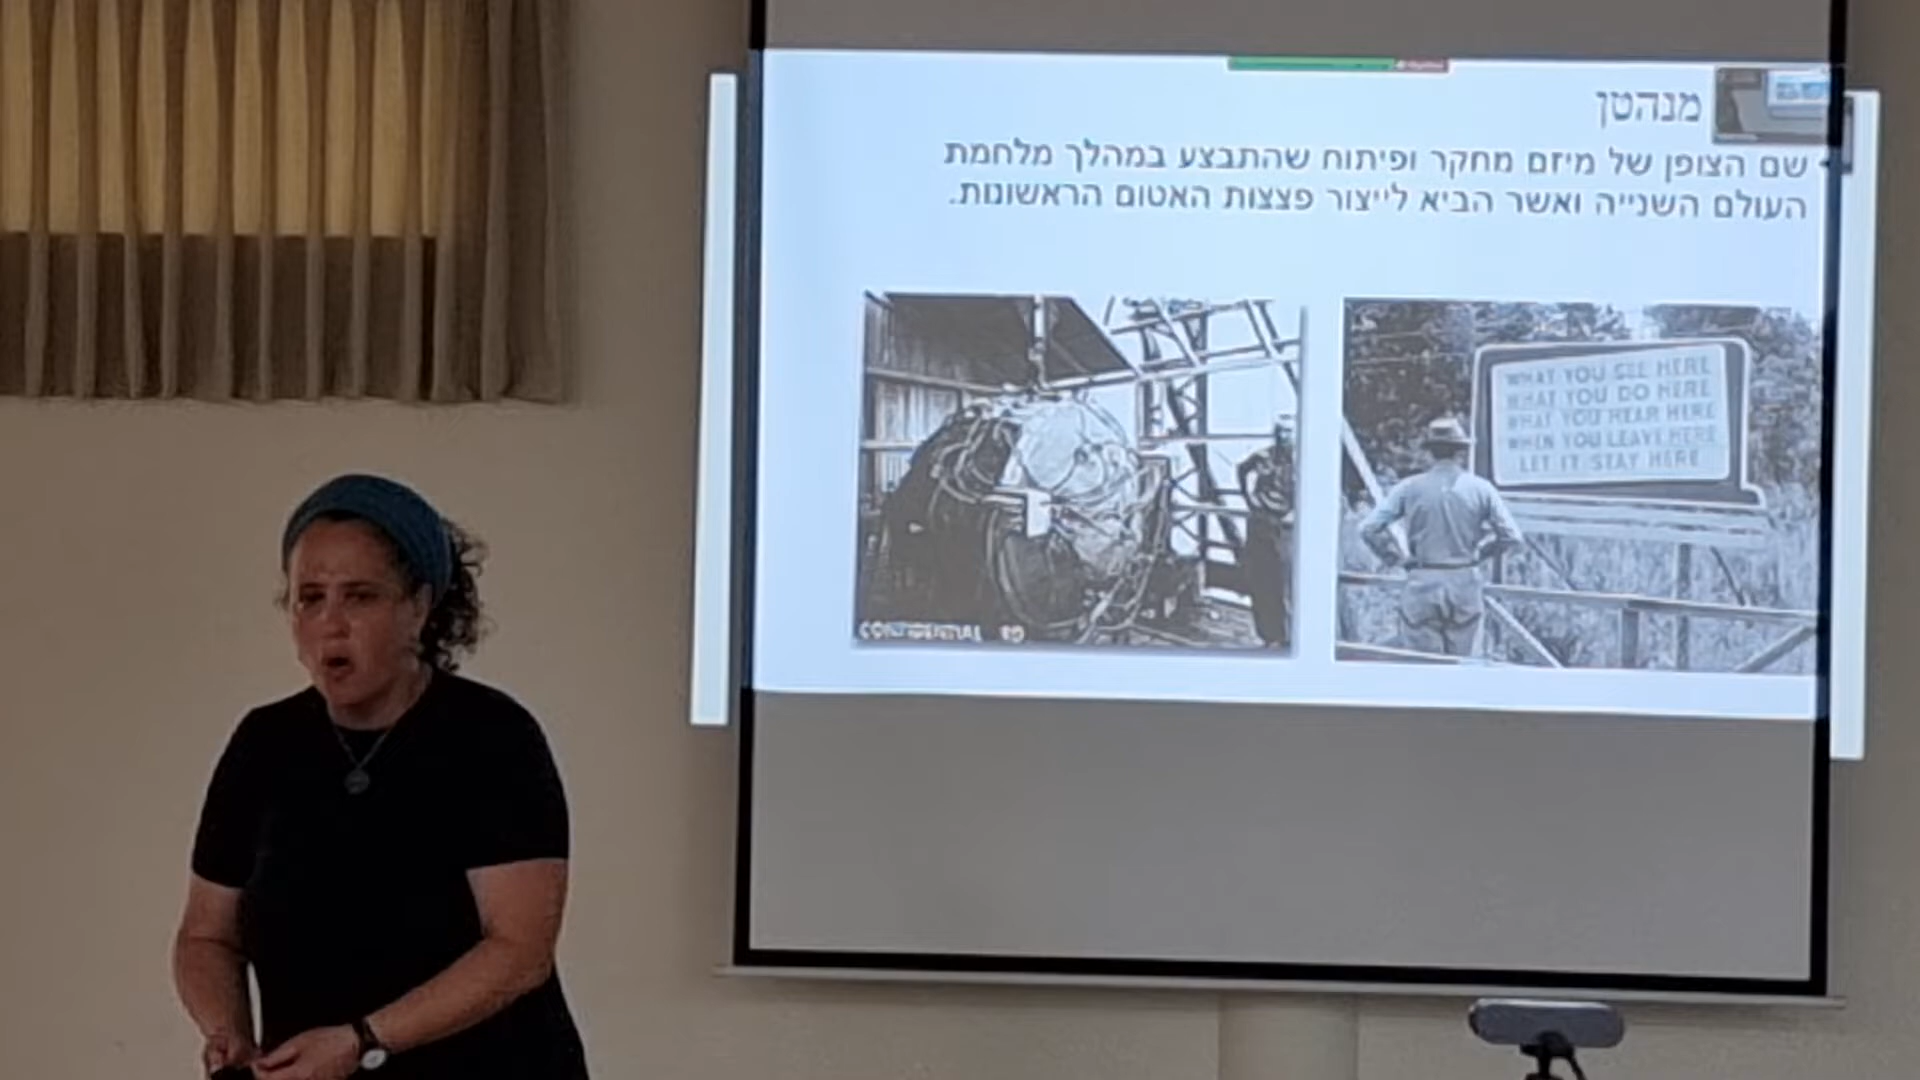 מנהטן
שם הצופן של מיזם מחקר ופיתוח שהתבצע במהלך מלחמת
העולם השנייה ואשר הביא לייצור פצצות האטום הראשונות.
WHAT YOU SEE HERE
WHAT YOU DO HERE
WHAT YOU HEAR HERE
WHEN YOU LEAVE HERE
LET IT STAY HERE
CONFIDENTIAL